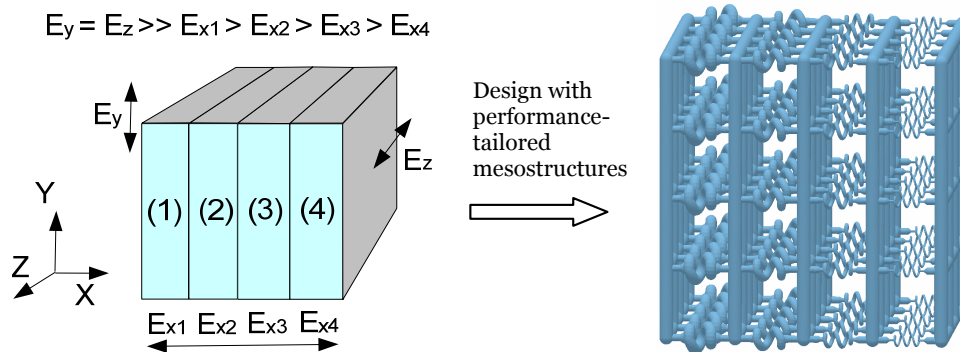 Ey = Ez >> Ex1 > Ex2 > Ex3 > Ex4
Ey
Ez
(1) (2) (3) (4)
Y
Z
X
Ex1 Ex2 Ex3 Ex4
Design with
performance-
tailored
mesostructures